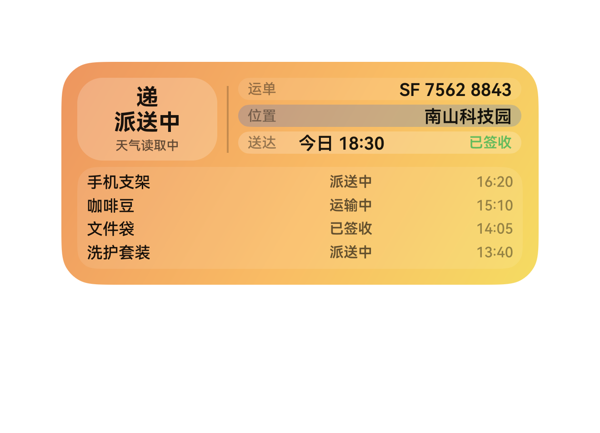 递
派送中
天气读取中
运单 SF 7562 8843
位置 南山科技园
送达 今日 18:30 已签收
手机支架 派送中 16:20
咖啡豆 运输中 15:10
文件袋 已签收 14:05
洗护套装 派送中 13:40